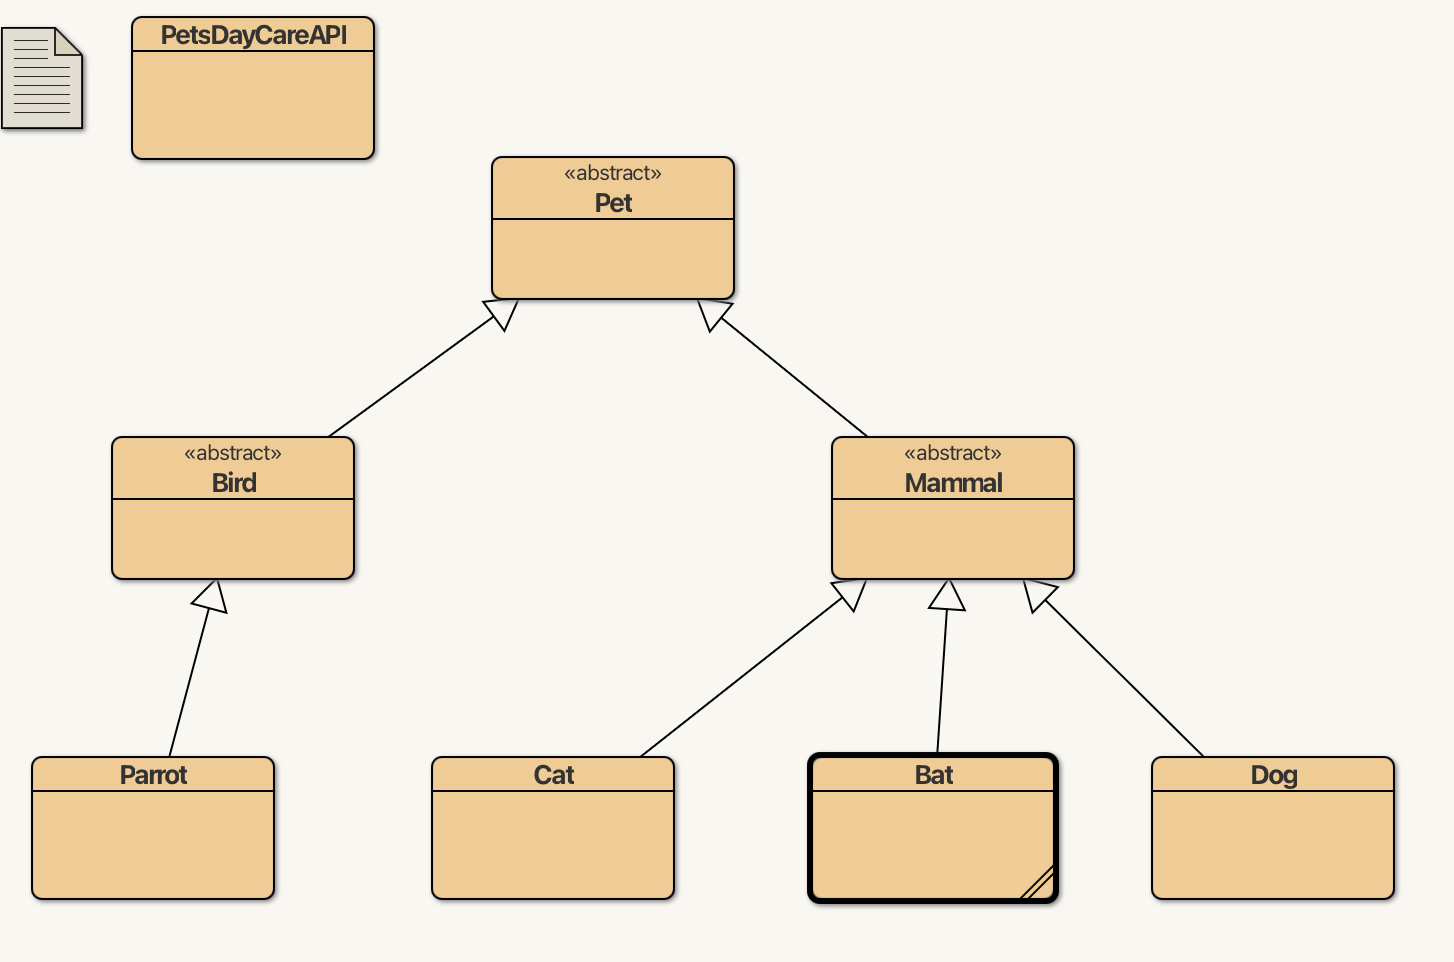 PetsDayCareAPI
«abstract»
Pet
«abstract»
Bird
«abstract»
Mammal
Parrot
Cat
Bat
Dog